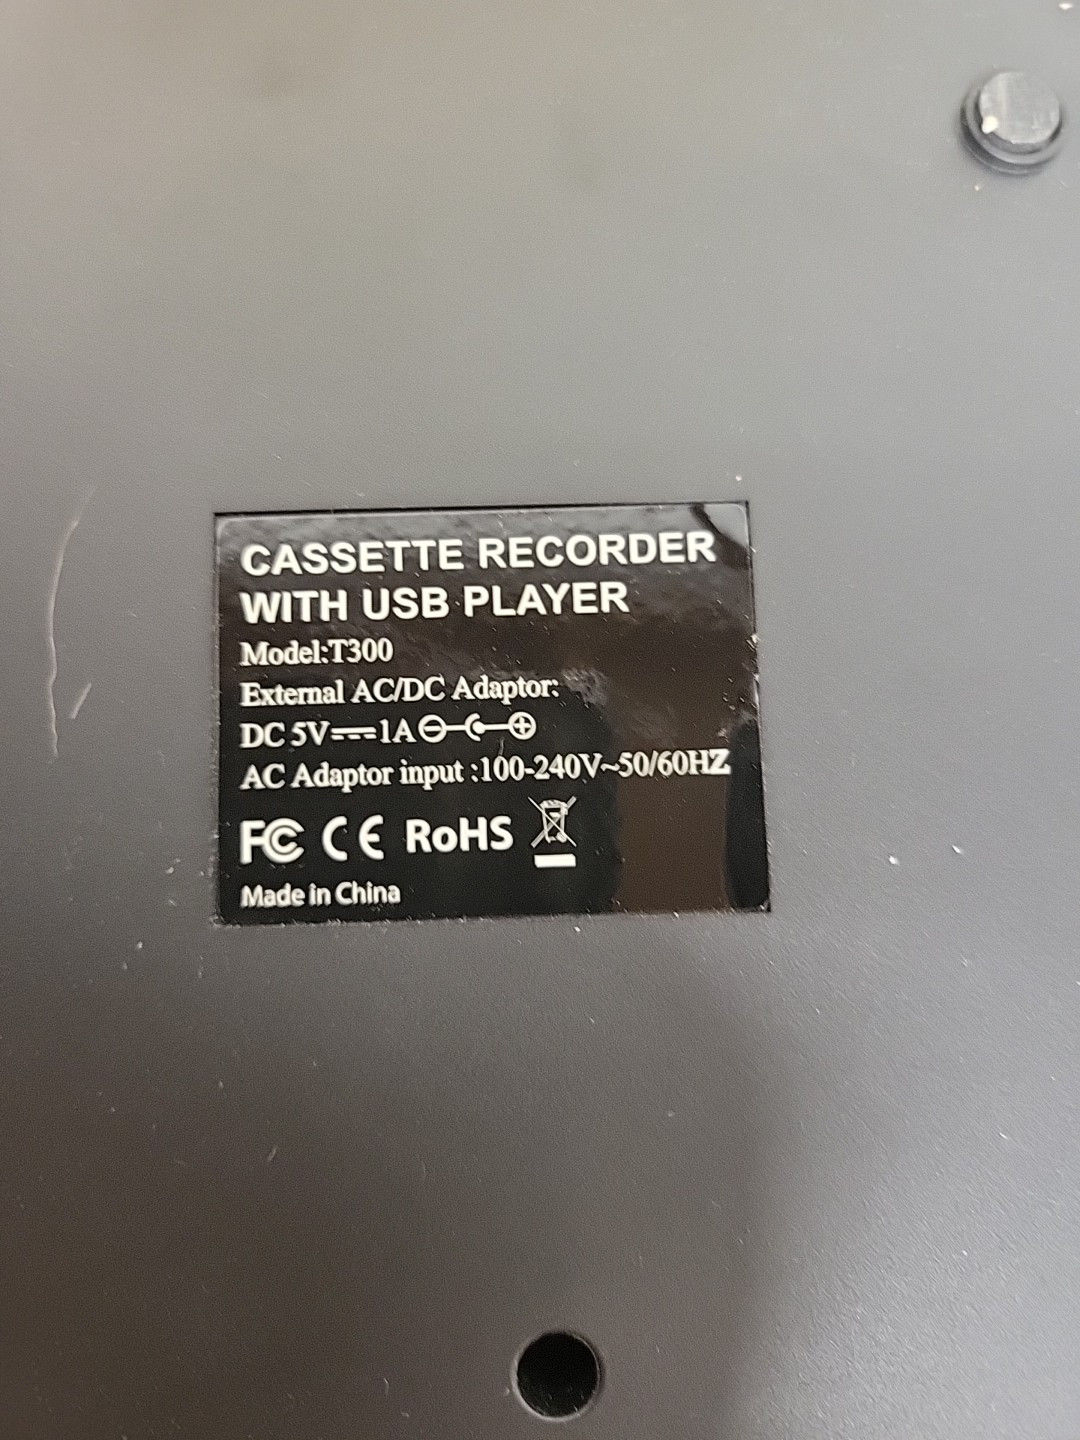 CASSETTE RECORDER
WITH USB PLAYER
Model:T300
External AC/DC Adaptor:
DC 5V⎓1A⊖-C•-⊕
AC Adaptor input :100-240V~50/60HZ
FC CE RoHS
Made in China